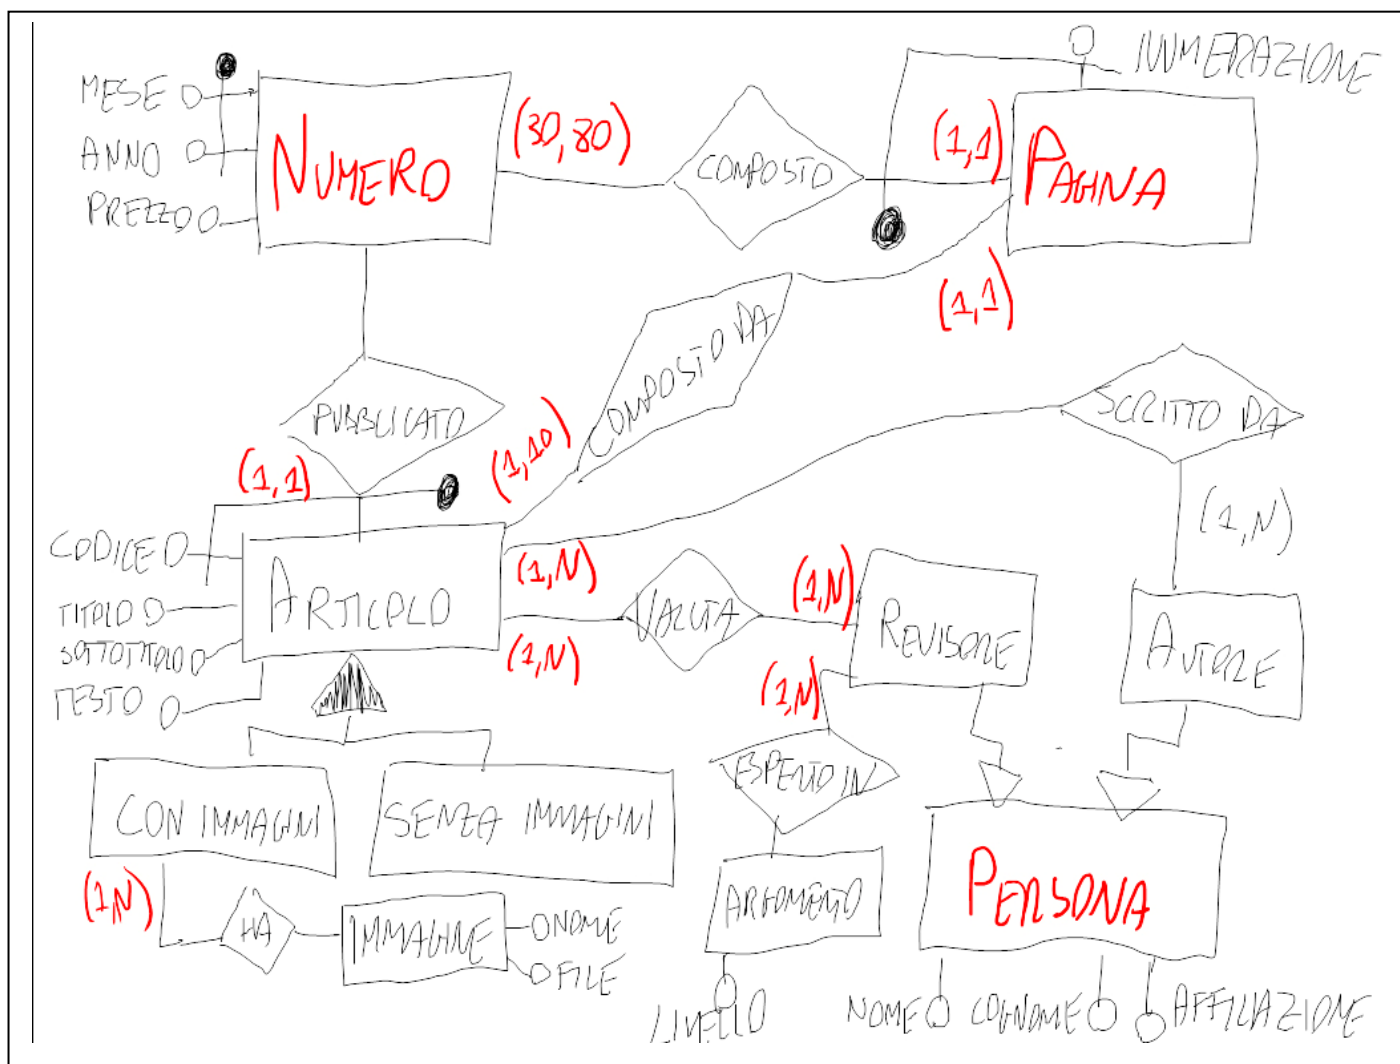 NUMERAZIONE
MESE
ANNO
PREZZO
NUMERO
(30,80)
COMPOSTO
(1,1)
PAGINA
(1,1)
COMPOSTO DA
PUBBLICATO
(1,1)
(1,10)
SCRITTO DA
(1,N)
CODICE
TITOLO
SOTTOTITOLO
TESTO
ARTICOLO
(1,N)
(1,N)
VALUTA
(1,N)
REVISORE
AUTORE
(1,N)
ESPERTO IN
CON IMMAGINI
SENZA IMMAGINI
(1,N)
HA
IMMAGINE
NOME
FILE
ARGOMENTO
LIVELLO
PERSONA
NOME
COGNOME
AFFILIAZIONE